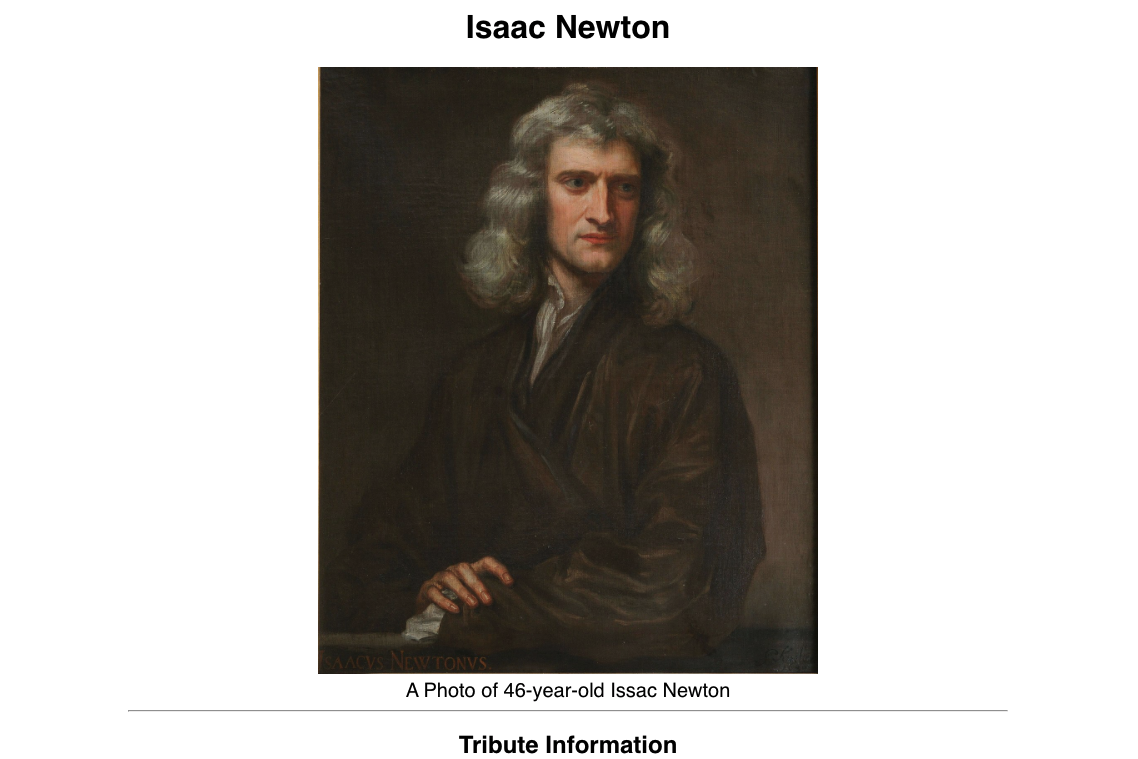 Isaac Newton
ISAACVS NEWTONVS.
A Photo of 46-year-old Issac Newton
Tribute Information